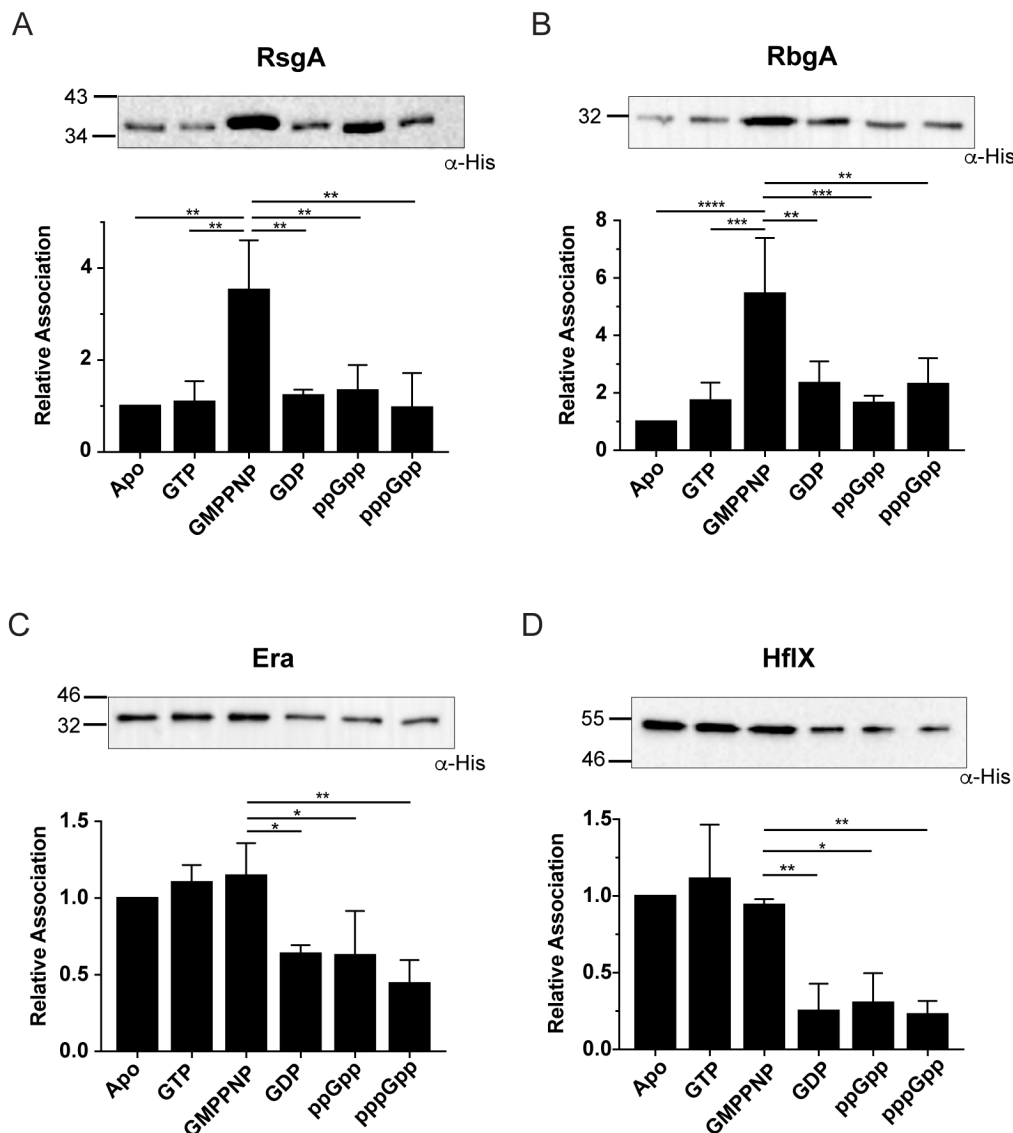 A
RsgA
43
34
α-His
**
** **
** **
Relative Association
4
2
0
Apo GTP GMPPNP GDP ppGpp pppGpp
B
RbgA
32
α-His
**
**** ***
*** **
Relative Association
8
6
4
2
0
Apo GTP GMPPNP GDP ppGpp pppGpp
C
Era
46
32
α-His
**
*
*
Relative Association
1.5
1.0
0.5
0.0
Apo GTP GMPPNP GDP ppGpp pppGpp
D
HflX
55
46
α-His
**
*
**
Relative Association
1.5
1.0
0.5
0.0
Apo GTP GMPPNP GDP ppGpp pppGpp